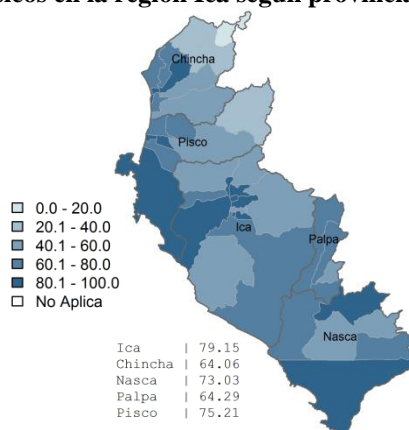 icos en la región Ica según provincia
Chincha
Pisco
Ica
Palpa
Nasca
0.0 - 20.0
20.1 - 40.0
40.1 - 60.0
60.1 - 80.0
80.1 - 100.0
No Aplica
Ica | 79.15
Chincha | 64.06
Nasca | 73.03
Palpa | 64.29
Pisco | 75.21